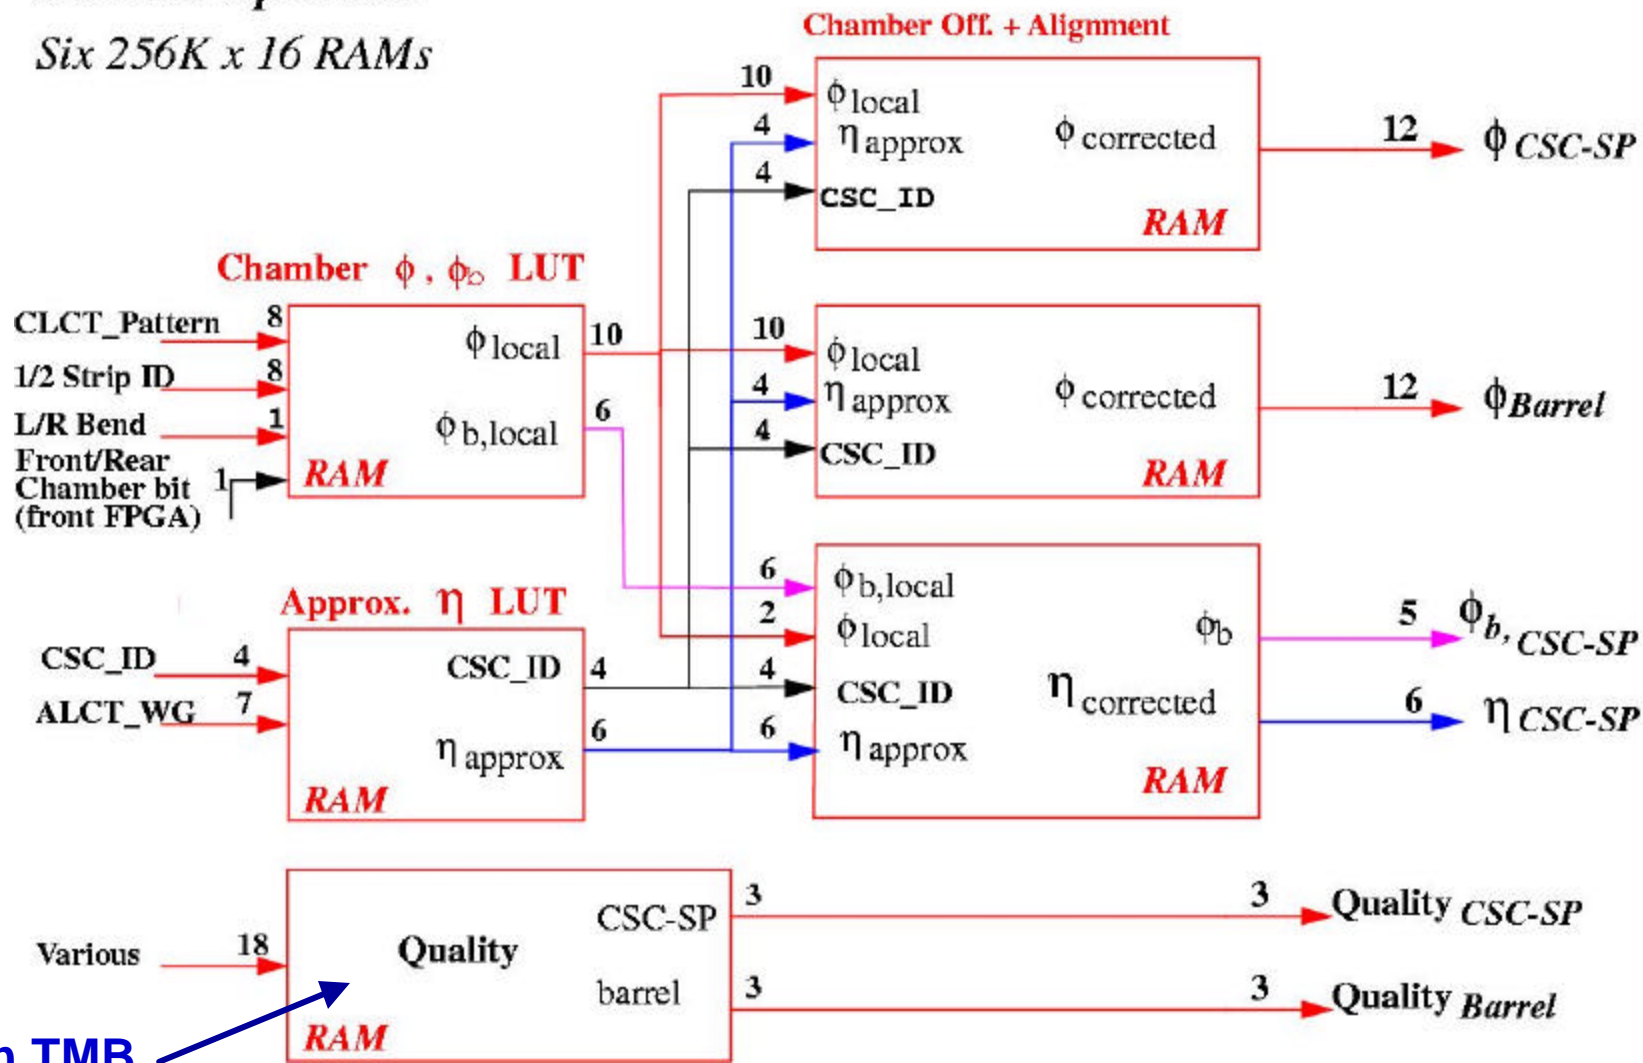 Six 256K x 16 RAMs
Chamber Off. + Alignment
10
ϕ local
4
η approx
4
CSC_ID
ϕ corrected
RAM
12
ϕ CSC-SP
Chamber ϕ , ϕb LUT
CLCT_Pattern 8
1/2 Strip ID 8
L/R Bend 1
Front/Rear
Chamber bit 1
(front FPGA)
ϕ local 10
ϕ b,local 6
RAM
10
ϕ local
4
η approx
4
CSC_ID
ϕ corrected
RAM
12
ϕ Barrel
Approx. η LUT
CSC_ID 4
ALCT_WG 7
CSC_ID 4
η approx 6
RAM
6
ϕ b,local
2
ϕ local
4
CSC_ID
6
η approx
ϕb
η corrected
RAM
5
ϕ b, CSC-SP
6
η CSC-SP
Various 18
Quality
CSC-SP 3
barrel 3
RAM
3 Quality CSC-SP
3 Quality Barrel
TMB